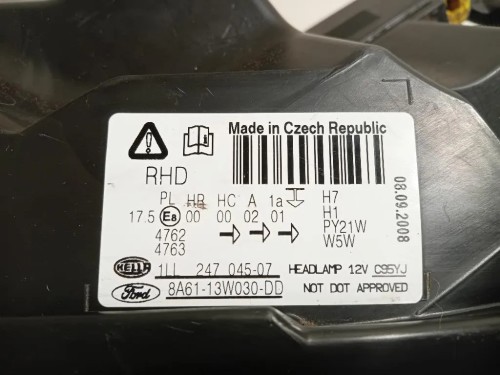 Made in Czech Republic
RHD
PL HR HC A 1a H7
17.5 E8 00 00 02 01 H1
4762 PY21W
4763 W5W
HELLA 1LL 247 045-07 HEADLAMP 12V C95YJ
Ford 8A61-13W030-DD NOT DOT APPROVED
08.09.2008